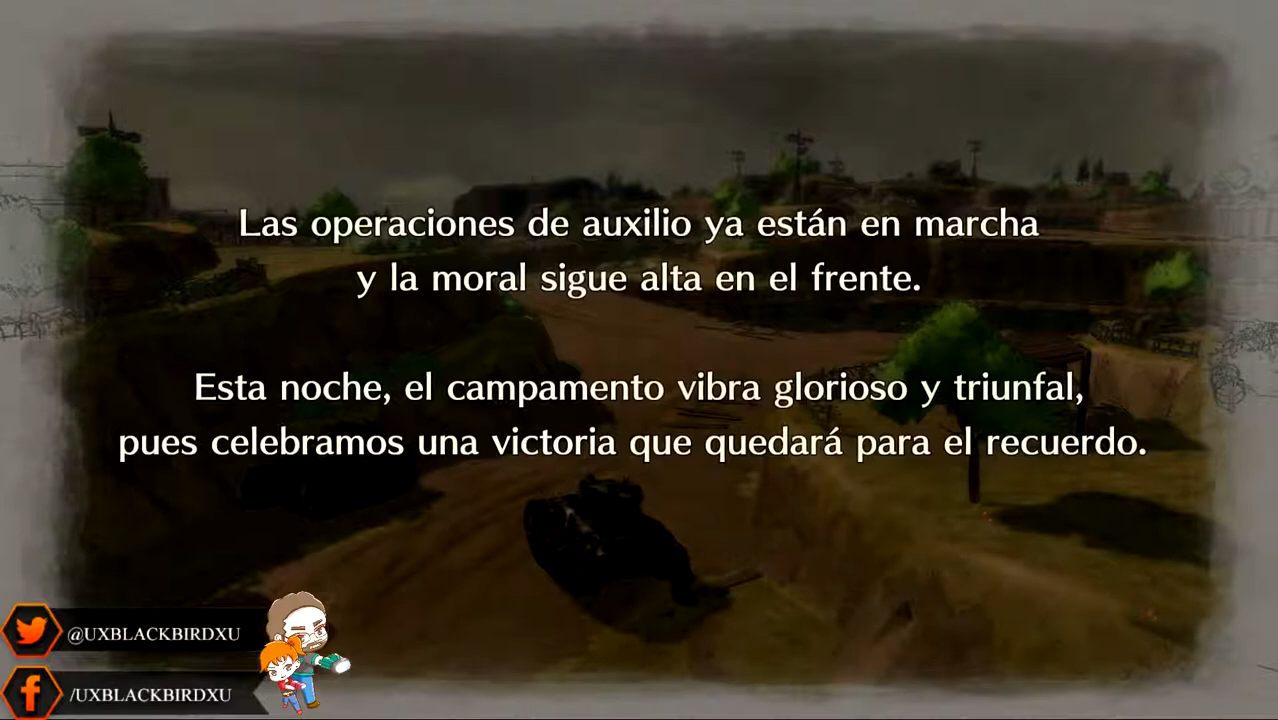 Las operaciones de auxilio ya están en marcha
y la moral sigue alta en el frente.
Esta noche, el campamento vibra glorioso y triunfal,
pues celebramos una victoria que quedará para el recuerdo.
@UXBLACKBIRDXU
/UXBLACKBIRDXU